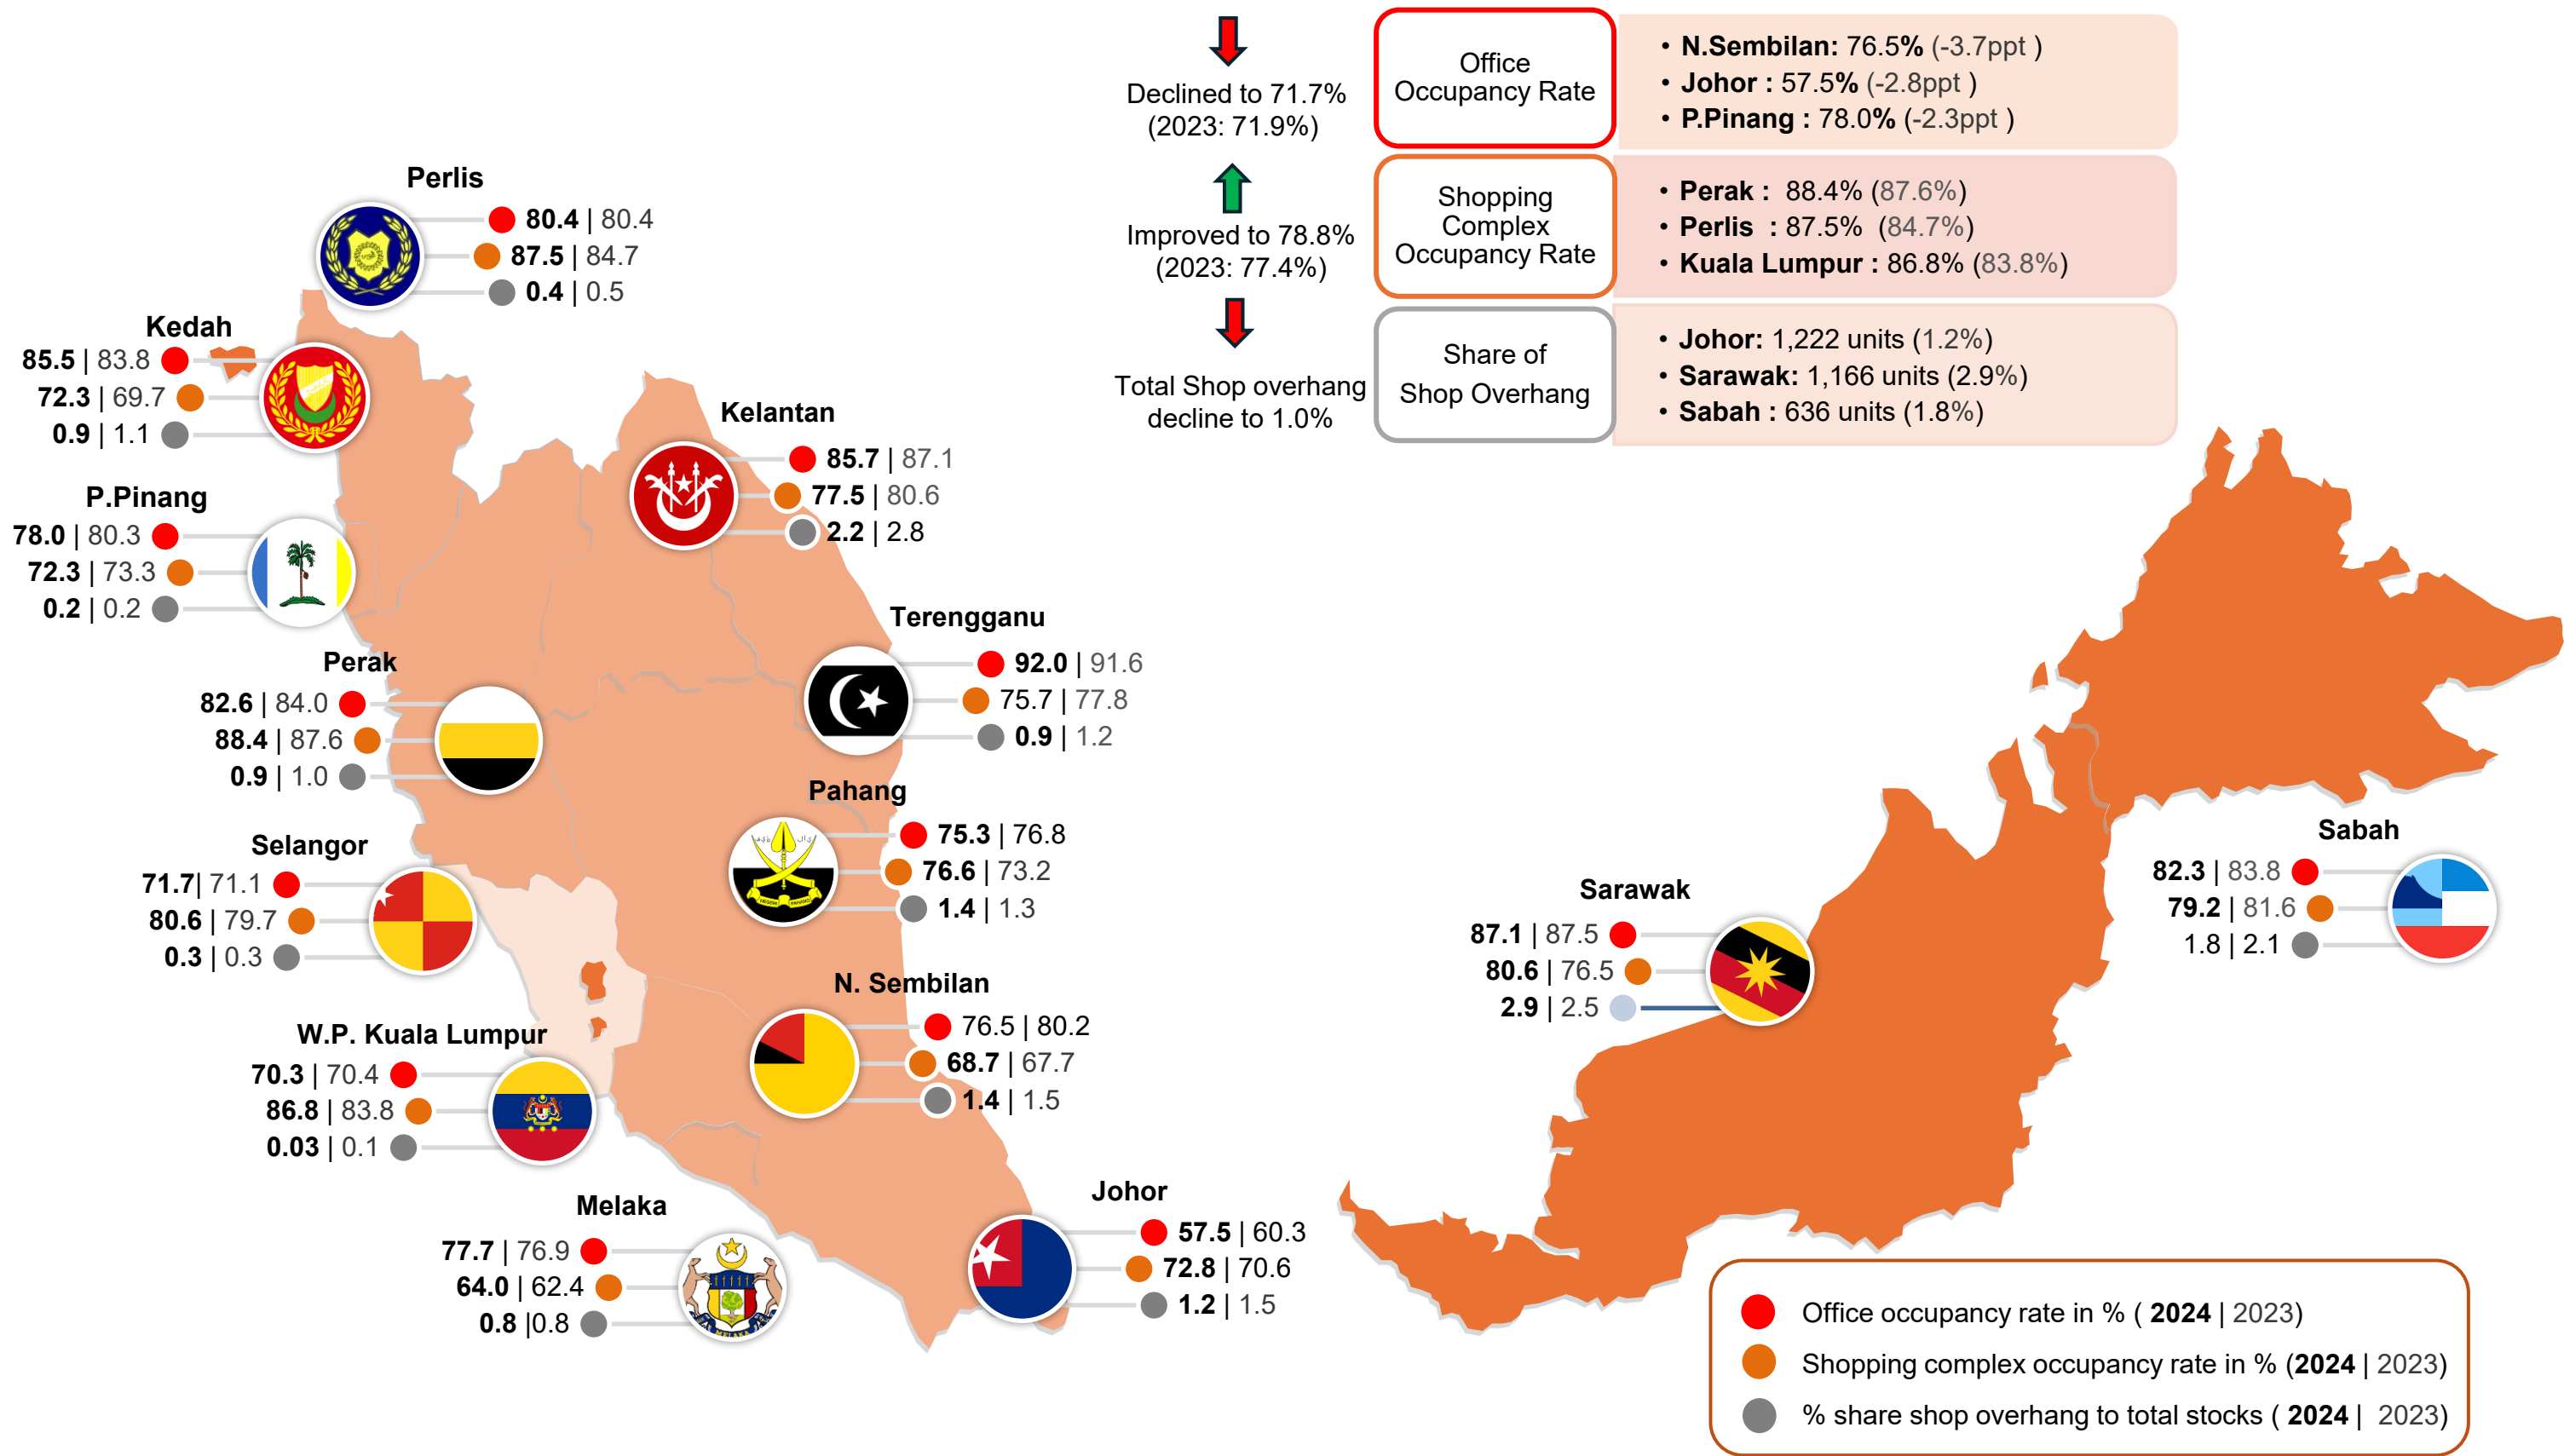 Declined to 71.7%
(2023: 71.9%)
Office
Occupancy Rate
• N.Sembilan: 76.5% (-3.7ppt )
• Johor : 57.5% (-2.8ppt )
• P.Pinang : 78.0% (-2.3ppt )
Improved to 78.8%
(2023: 77.4%)
Shopping
Complex
Occupancy Rate
• Perak : 88.4% (87.6%)
• Perlis : 87.5% (84.7%)
• Kuala Lumpur : 86.8% (83.8%)
Total Shop overhang
decline to 1.0%
Share of
Shop Overhang
• Johor: 1,222 units (1.2%)
• Sarawak: 1,166 units (2.9%)
• Sabah : 636 units (1.8%)
Perlis
80.4 | 80.4
87.5 | 84.7
0.4 | 0.5
Kedah
85.5 | 83.8
72.3 | 69.7
0.9 | 1.1
Kelantan
85.7 | 87.1
77.5 | 80.6
2.2 | 2.8
P.Pinang
78.0 | 80.3
72.3 | 73.3
0.2 | 0.2
Terengganu
92.0 | 91.6
75.7 | 77.8
0.9 | 1.2
Perak
82.6 | 84.0
88.4 | 87.6
0.9 | 1.0
Pahang
75.3 | 76.8
76.6 | 73.2
1.4 | 1.3
Selangor
71.7| 71.1
80.6 | 79.7
0.3 | 0.3
N. Sembilan
76.5 | 80.2
68.7 | 67.7
1.4 | 1.5
W.P. Kuala Lumpur
70.3 | 70.4
86.8 | 83.8
0.03 | 0.1
Melaka
77.7 | 76.9
64.0 | 62.4
0.8 |0.8
Johor
57.5 | 60.3
72.8 | 70.6
1.2 | 1.5
Sarawak
87.1 | 87.5
80.6 | 76.5
2.9 | 2.5
Sabah
82.3 | 83.8
79.2 | 81.6
1.8 | 2.1
Office occupancy rate in % ( 2024 | 2023)
Shopping complex occupancy rate in % (2024 | 2023)
% share shop overhang to total stocks ( 2024 | 2023)